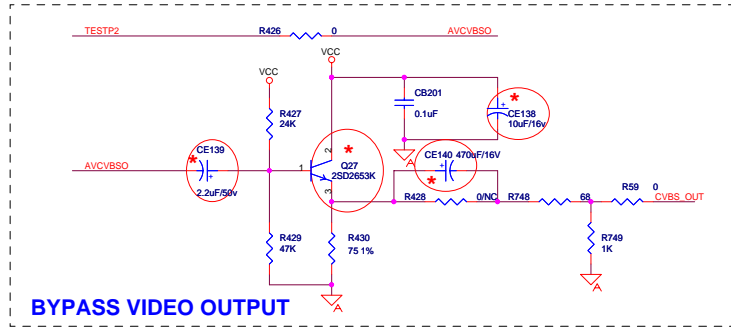 TESTP2 R426 0 AVCVBSO
VCC
VCC
CB201
0.1uF
*
CE138
10uF/16v
R427
24K
CE139
*
AVCVBSO
2.2uF/50v
1
2
3
*
Q27
2SD2653K
CE140 470uF/16V
*
R428 0/NC R748 68 R59 0
CVBS_OUT
R429
47K
R430
75 1%
R749
1K
A
A
A
BYPASS VIDEO OUTPUT